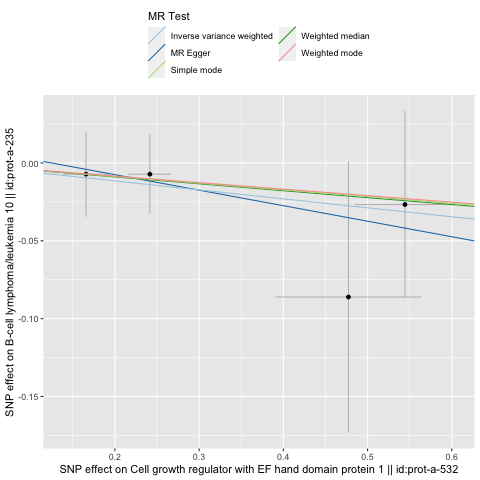 MR Test
Inverse variance weighted
Weighted median
MR Egger
Weighted mode
Simple mode
SNP effect on B-cell lymphoma/leukemia 10 || id:prot-a-235
0.00
-0.05
-0.10
-0.15
0.2 0.3 0.4 0.5 0.6
SNP effect on Cell growth regulator with EF hand domain protein 1 || id:prot-a-532